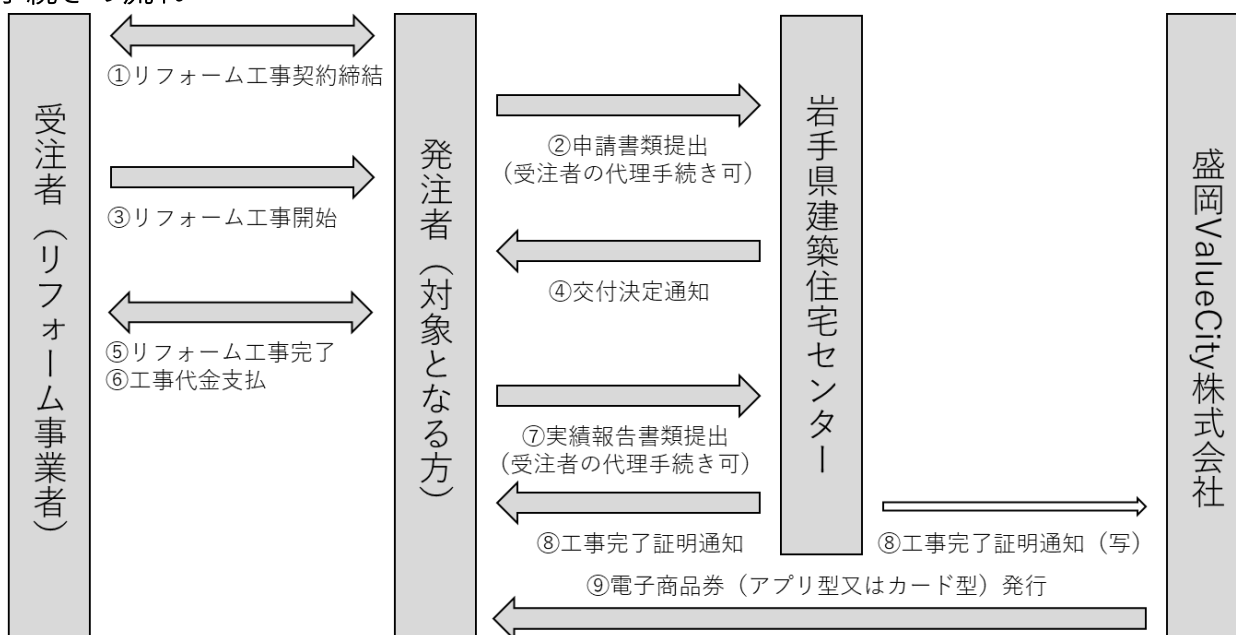 手続きの流れ
受注者（リフォーム事業者）
①リフォーム工事契約締結
③リフォーム工事開始
⑤リフォーム工事完了
⑥工事代金支払
発注者（対象となる方）
②申請書類提出
(受注者の代理手続き可)
④交付決定通知
⑦実績報告書類提出
(受注者の代理手続き可)
⑧工事完了証明通知
岩手県建築住宅センター
⑧工事完了証明通知（写）
⑨電子商品券（アプリ型又はカード型）発行
盛岡ValueCity株式会社